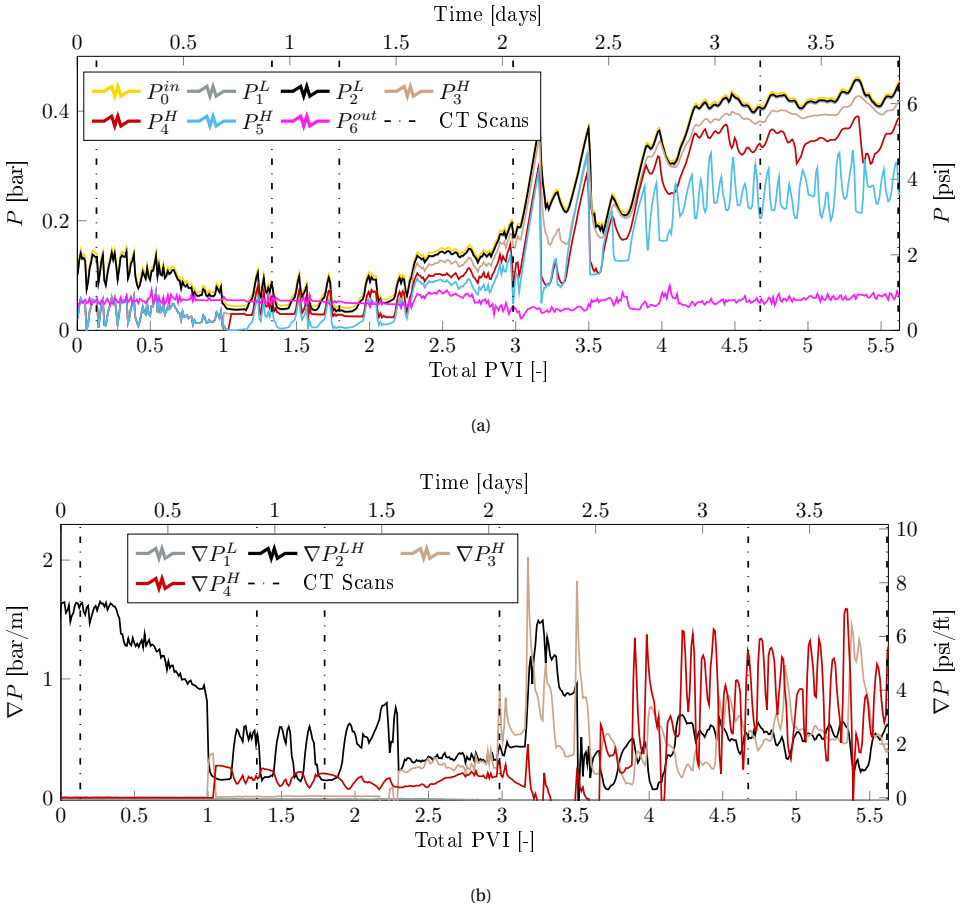 Time [days]
0 0.5 1 1.5 2 2.5 3 3.5
P_0^{in} P_1^L P_2^L P_3^H
P_4^H P_5^H P_6^{out} CT Scans
P [bar]
0.4
0.2
0
6
4
2
0
P [psi]
0 0.5 1 1.5 2 2.5 3 3.5 4 4.5 5 5.5
Total PVI [-]
(a)
Time [days]
0 0.5 1 1.5 2 2.5 3 3.5
∇P_1^L ∇P_2^{LH} ∇P_3^H
∇P_4^H CT Scans
∇P [bar/m]
2
1
0
10
8
6
4
2
0
∇P [psi/ft]
0 0.5 1 1.5 2 2.5 3 3.5 4 4.5 5 5.5
Total PVI [-]
(b)